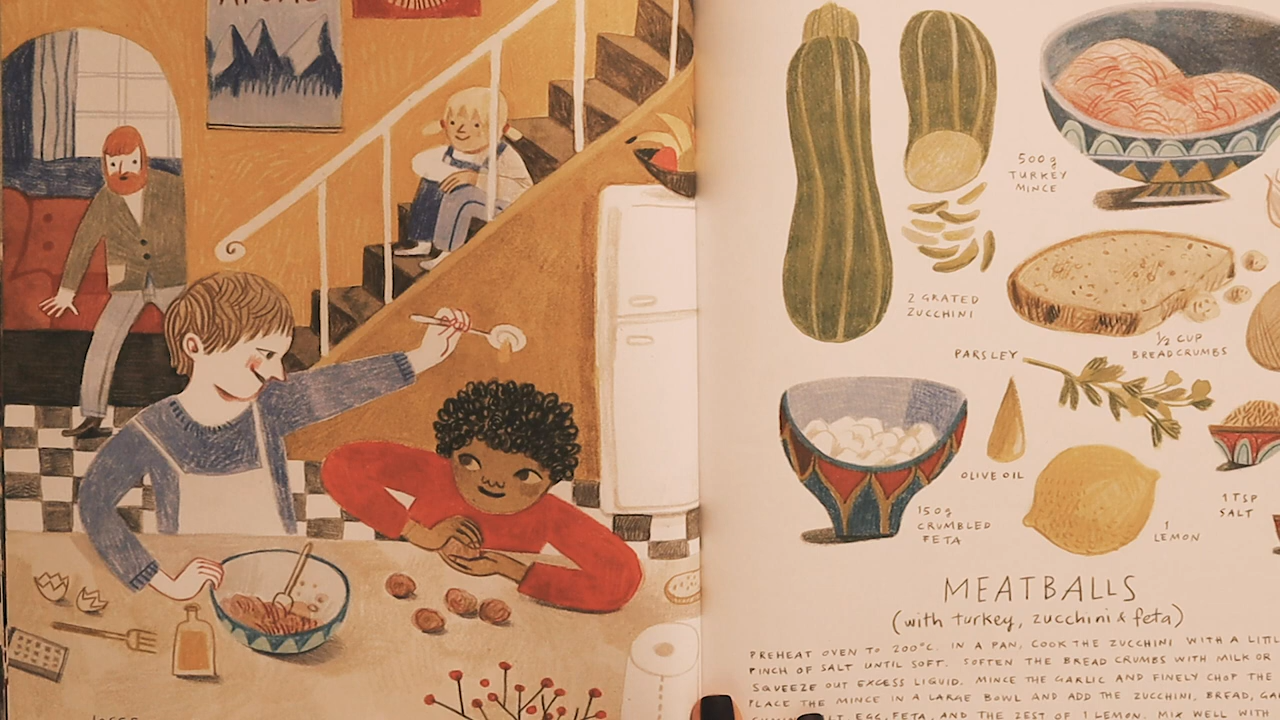 500g
TURKEY
MINCE
2 GRATED
ZUCCHINI
½ CUP
BREADCRUMBS
PARSLEY
OLIVE OIL
150g
CRUMBLED
FETA
1
LEMON
1 TSP
SALT
MEATBALLS
(with turkey, zucchini & feta)
PREHEAT OVEN TO 200°C. IN A PAN, COOK THE ZUCCHINI WITH A
PINCH OF SALT UNTIL SOFT. SOFTEN THE BREAD CRUMBS WITH MILK OR
SQUEEZE OUT EXCESS LIQUID. MINCE THE GARLIC AND FINELY CHOP THE
PLACE THE MINCE IN A LARGE BOWL AND ADD THE ZUCCHINI, BREAD,
EGG, FETA, AND THE ZEST OF 1 LEMON. MIX WELL WITH